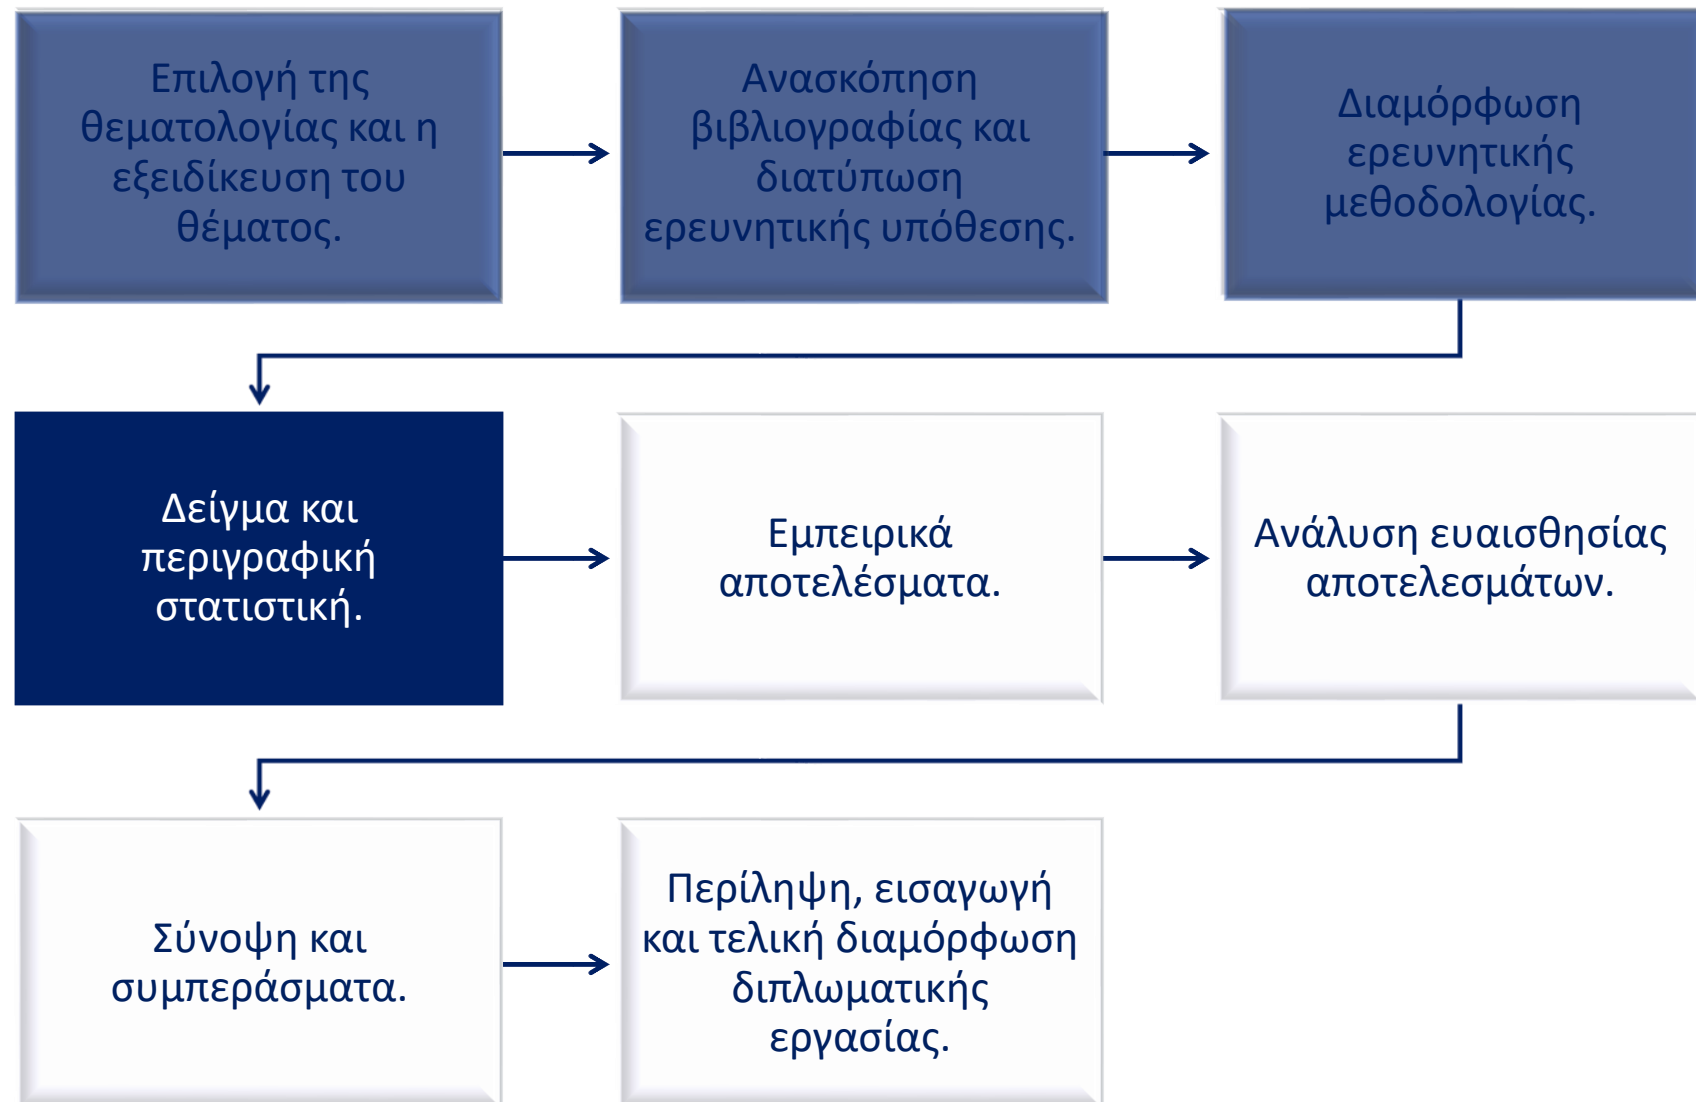 Επιλογή της
θεματολογίας και η
εξειδίκευση του
θέματος.
Ανασκόπηση
βιβλιογραφίας και
διατύπωση
ερευνητικής υπόθεσης.
Διαμόρφωση
ερευνητικής
μεθοδολογίας.
Δείγμα και
περιγραφική
στατιστική.
Εμπειρικά
αποτελέσματα.
Ανάλυση ευαισθησίας
αποτελεσμάτων.
Σύνοψη και
συμπεράσματα.
Περίληψη, εισαγωγή
και τελική διαμόρφωση
διπλωματικής
εργασίας.